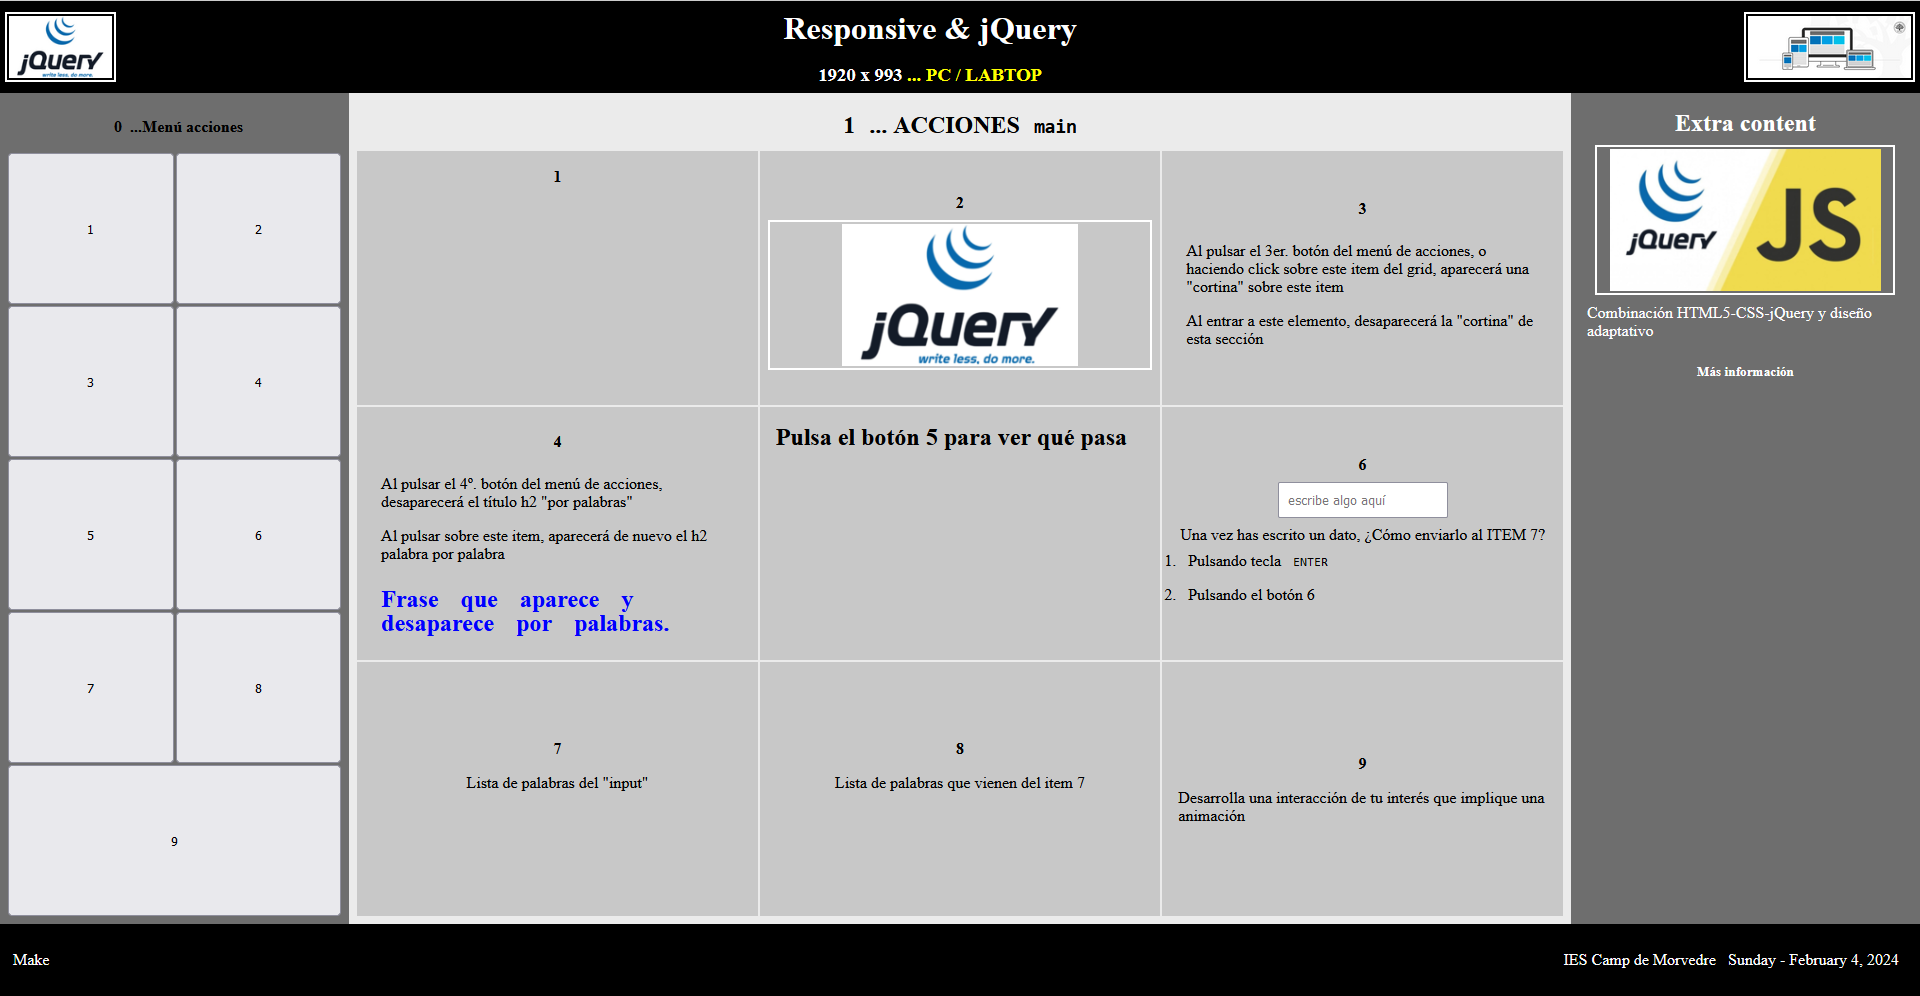 jQuery
write less, do more.
Responsive & jQuery
1920 x 993 ... PC / LABTOP
0 ...Menú acciones
1
2
3
4
5
6
7
8
9
1 ... ACCIONES main
1
2
jQuery
write less, do more.
3
Al pulsar el 3er. botón del menú de acciones, o
haciendo click sobre este item del grid, aparecerá una
"cortina" sobre este item
Al entrar a este elemento, desaparecerá la "cortina" de
esta sección
4
Al pulsar el 4º. botón del menú de acciones,
desaparecerá el título h2 "por palabras"
Al pulsar sobre este item, aparecerá de nuevo el h2
palabra por palabra
Frase que aparece y
desaparece por palabras.
Pulsa el botón 5 para ver qué pasa
6
escribe algo aquí
Una vez has escrito un dato, ¿Cómo enviarlo al ITEM 7?
1. Pulsando tecla ENTER
2. Pulsando el botón 6
7
Lista de palabras del "input"
8
Lista de palabras que vienen del item 7
9
Desarrolla una interacción de tu interés que implique una
animación
Extra content
jQuery
JS
Combinación HTML5-CSS-jQuery y diseño
adaptativo
Más información
Make
IES Camp de Morvedre Sunday - February 4, 2024